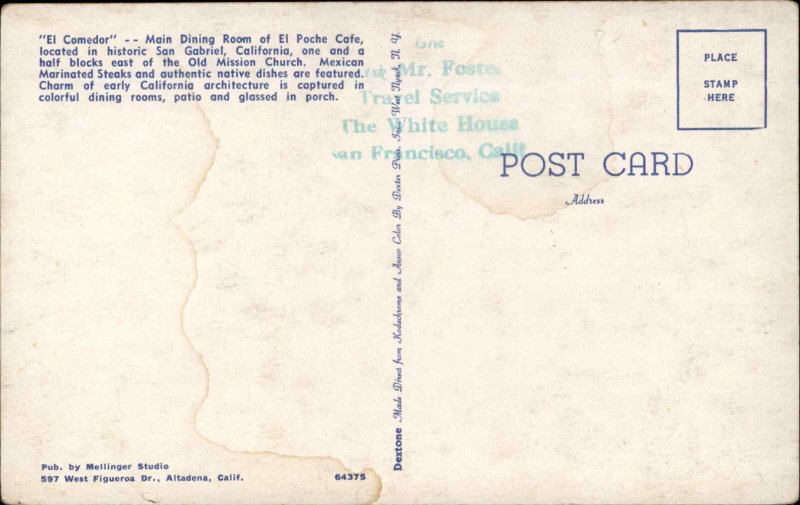 "El Comedor" -- Main Dining Room of El Poche Cafe,
located in historic San Gabriel, California, one and a
half blocks east of the Old Mission Church. Mexican
Marinated Steaks and authentic native dishes are featured.
Charm of early California architecture is captured in
colorful dining rooms, patio and glassed in porch.
Mr. Foster
Travel Service
The White House
San Francisco, Calif
PLACE
STAMP
HERE
POST CARD
Address
Dextone Made Direct from Kodachrome and Ansco Color By Dexter Press, Inc., West Nyack, N. Y.
Pub. by Mellinger Studio
597 West Figueroa Dr., Altadena, Calif.
64375